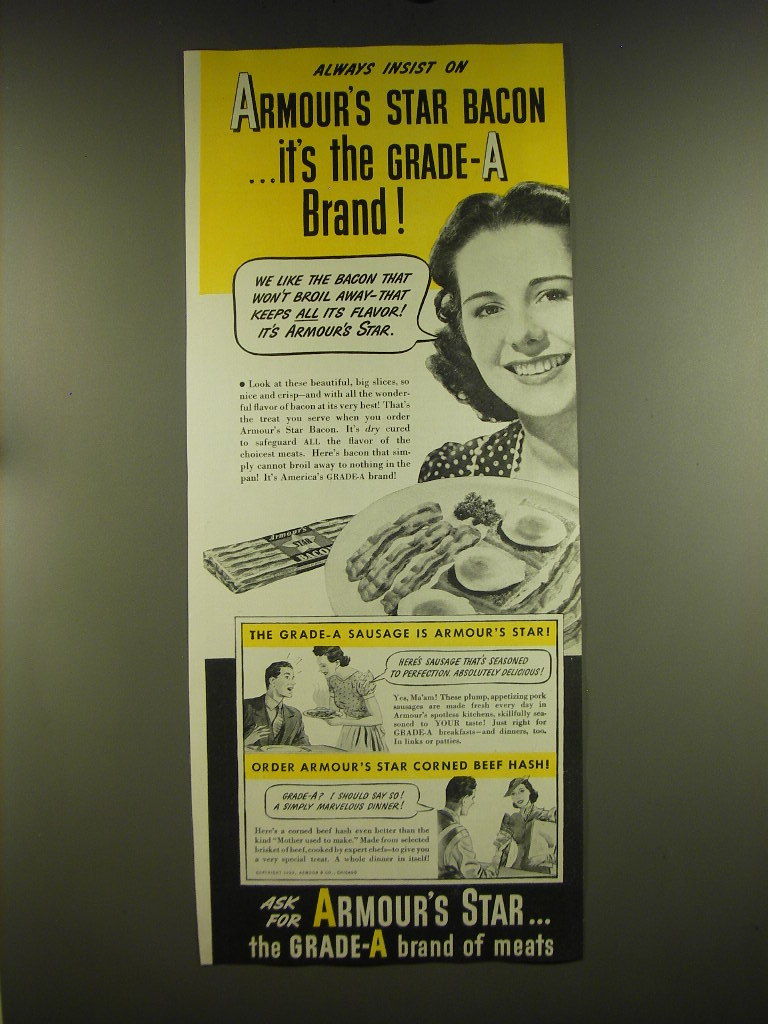 ALWAYS INSIST ON
ARMOUR'S STAR BACON
...it's the GRADE-A
Brand!
WE LIKE THE BACON THAT
WON'T BROIL AWAY-THAT
KEEPS ALL ITS FLAVOR!
IT'S ARMOUR'S STAR.
● Look at these beautiful, big slices, so
nice and crisp—and with all the wonder-
ful flavor of bacon at its very best! That's
the treat you serve when you order
Armour's Star Bacon. It's dry cured
to safeguard ALL the flavor of the
choicest meats. Here's bacon that sim-
ply cannot broil away to nothing in the
pan! It's America's GRADE-A brand!
Armour's
STAR
BACON
THE GRADE-A SAUSAGE IS ARMOUR'S STAR!
HERE'S SAUSAGE THAT'S SEASONED
TO PERFECTION. ABSOLUTELY DELICIOUS!
Yes, Ma'am! These plump, appetizing pork
sausages are made fresh every day in
Armour's spotless kitchens, skillfully sea-
soned to YOUR taste! Just right for
GRADE-A breakfasts—and dinners, too.
In links or patties.
ORDER ARMOUR'S STAR CORNED BEEF HASH!
GRADE-A? I SHOULD SAY SO!
A SIMPLY MARVELOUS DINNER!
Here's a corned beef hash even better than the
kind "Mother used to make." Made from selected
brisket of beef, cooked by expert chefs—to give you
a very special treat. A whole dinner in itself!
COPYRIGHT 1939, ARMOUR & CO., CHICAGO
ASK
FOR ARMOUR'S STAR...
the GRADE-A brand of meats